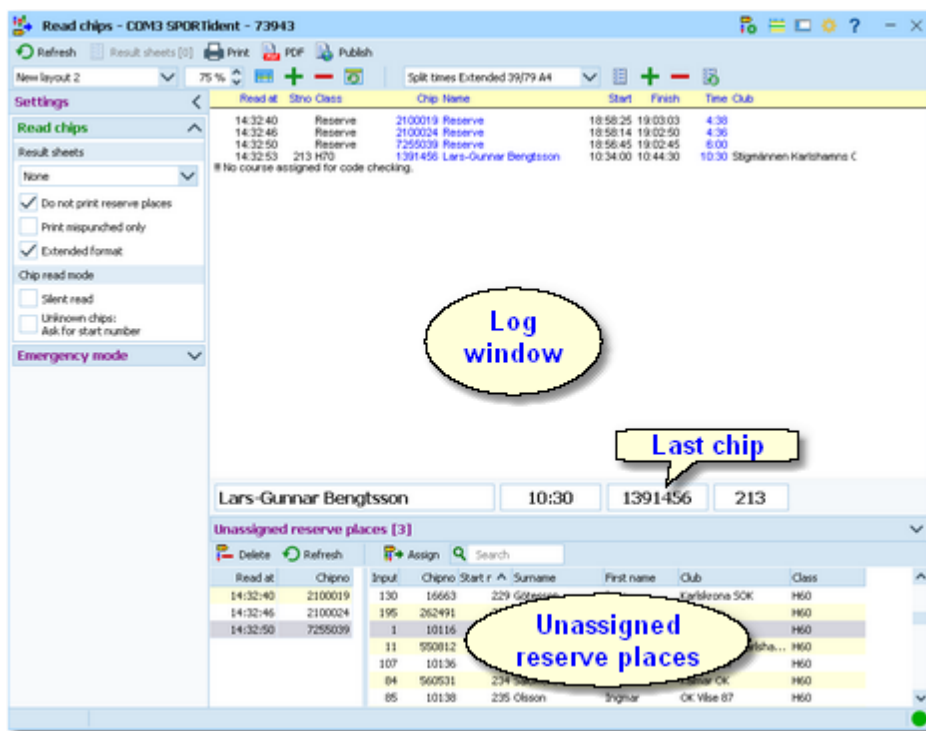 Read chips - COM3 SPORTident - 73943
?
Refresh Result sheets [0] Print PDF Publish
New layout 2 75 % Split times Extended 39/79 A4
Settings
Read chips
Result sheets
None
Do not print reserve places
Print mispunched only
Extended format
Chip read mode
Silent read
Unknown chips:
Ask for start number
Emergency mode
Read at Stno Class Chip Name Start Finish Time Club
14:32:40 Reserve 2100019 Reserve 18:58:25 19:03:03 4:38
14:32:46 Reserve 2100024 Reserve 18:58:14 19:02:50 4:36
14:32:50 Reserve 7255039 Reserve 18:56:45 19:02:45 6:00
14:32:53 213 H70 1391456 Lars-Gunnar Bengtsson 10:34:00 10:44:30 10:30 Stigmännen Karlshamns
!! No course assigned for code checking.
Log
window
Last chip
Lars-Gunnar Bengtsson 10:30 1391456 213
Unassigned reserve places [3]
Delete Refresh Assign Search
Read at Chipno Input Chipno Start r Surname First name Club Class
14:32:40 2100019 130 16663 229 Karlskrona SOK H60
14:32:46 2100024 195 262491 H60
14:32:50 7255039 1 10116 H60
11 550812 H60
107 10136 H60
84 560531 234 OK H60
85 10138 235 Olsson Ingmar OK Vilse 87 H60
Unassigned
reserve places